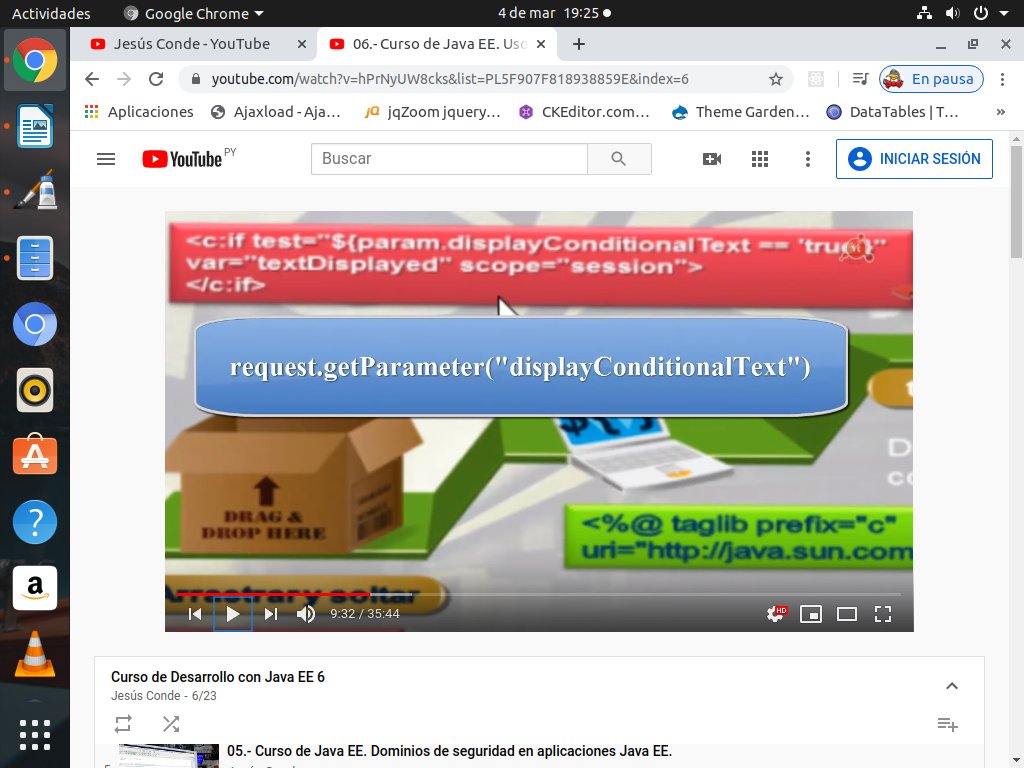 Actividades
Google Chrome
4 de mar 19:25
Jesús Conde - YouTube
06.- Curso de Java EE. Uso
youtube.com/watch?v=hPrNyUW8cks&list=PL5F907F818938859E&index=6
En pausa
Aplicaciones
Ajaxload - Aja...
jQ
jqZoom jquery...
CKEditor.com...
Theme Garden...
DataTables | T...
»
YouTube PY
Buscar
INICIAR SESIÓN
<c:if test="${param.displayConditionalText == 'true'}"
var="textDisplayed" scope="session">
</c:if>
request.getParameter("displayConditionalText")
DRAG &
DROP HERE
<%@ taglib prefix="c"
uri="http://java.sun.com
Arrastrar y soltar
9:32 / 35:44
HD
Curso de Desarrollo con Java EE 6
Jesús Conde - 6/23
05.- Curso de Java EE. Dominios de seguridad en aplicaciones Java EE.